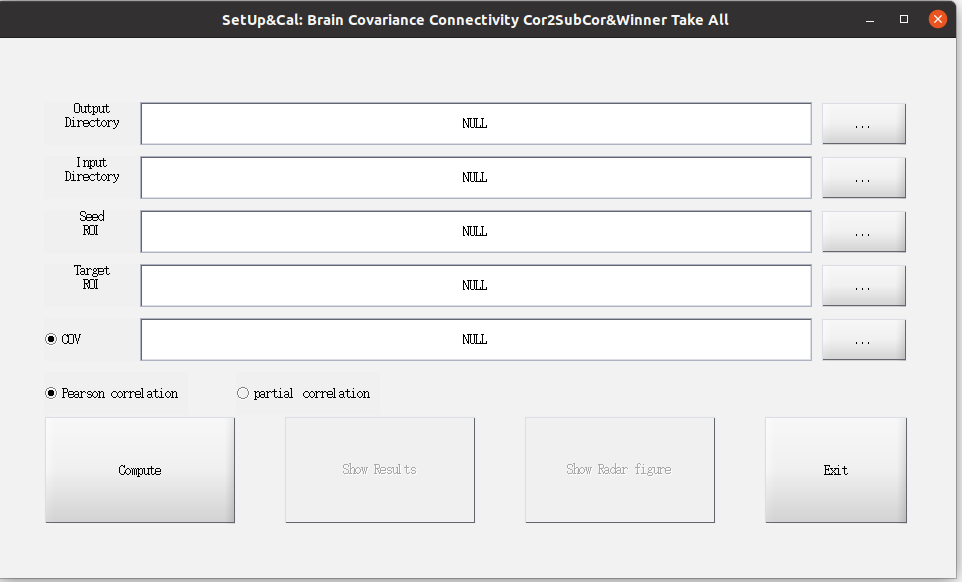 SetUp&Cal: Brain Covariance Connectivity Cor2SubCor&Winner Take All
Output
Directory
NULL
...
Input
Directory
NULL
...
Seed
ROI
NULL
...
Target
ROI
NULL
...
COV
NULL
...
Pearson correlation
partial correlation
Compute
Show Results
Show Radar figure
Exit